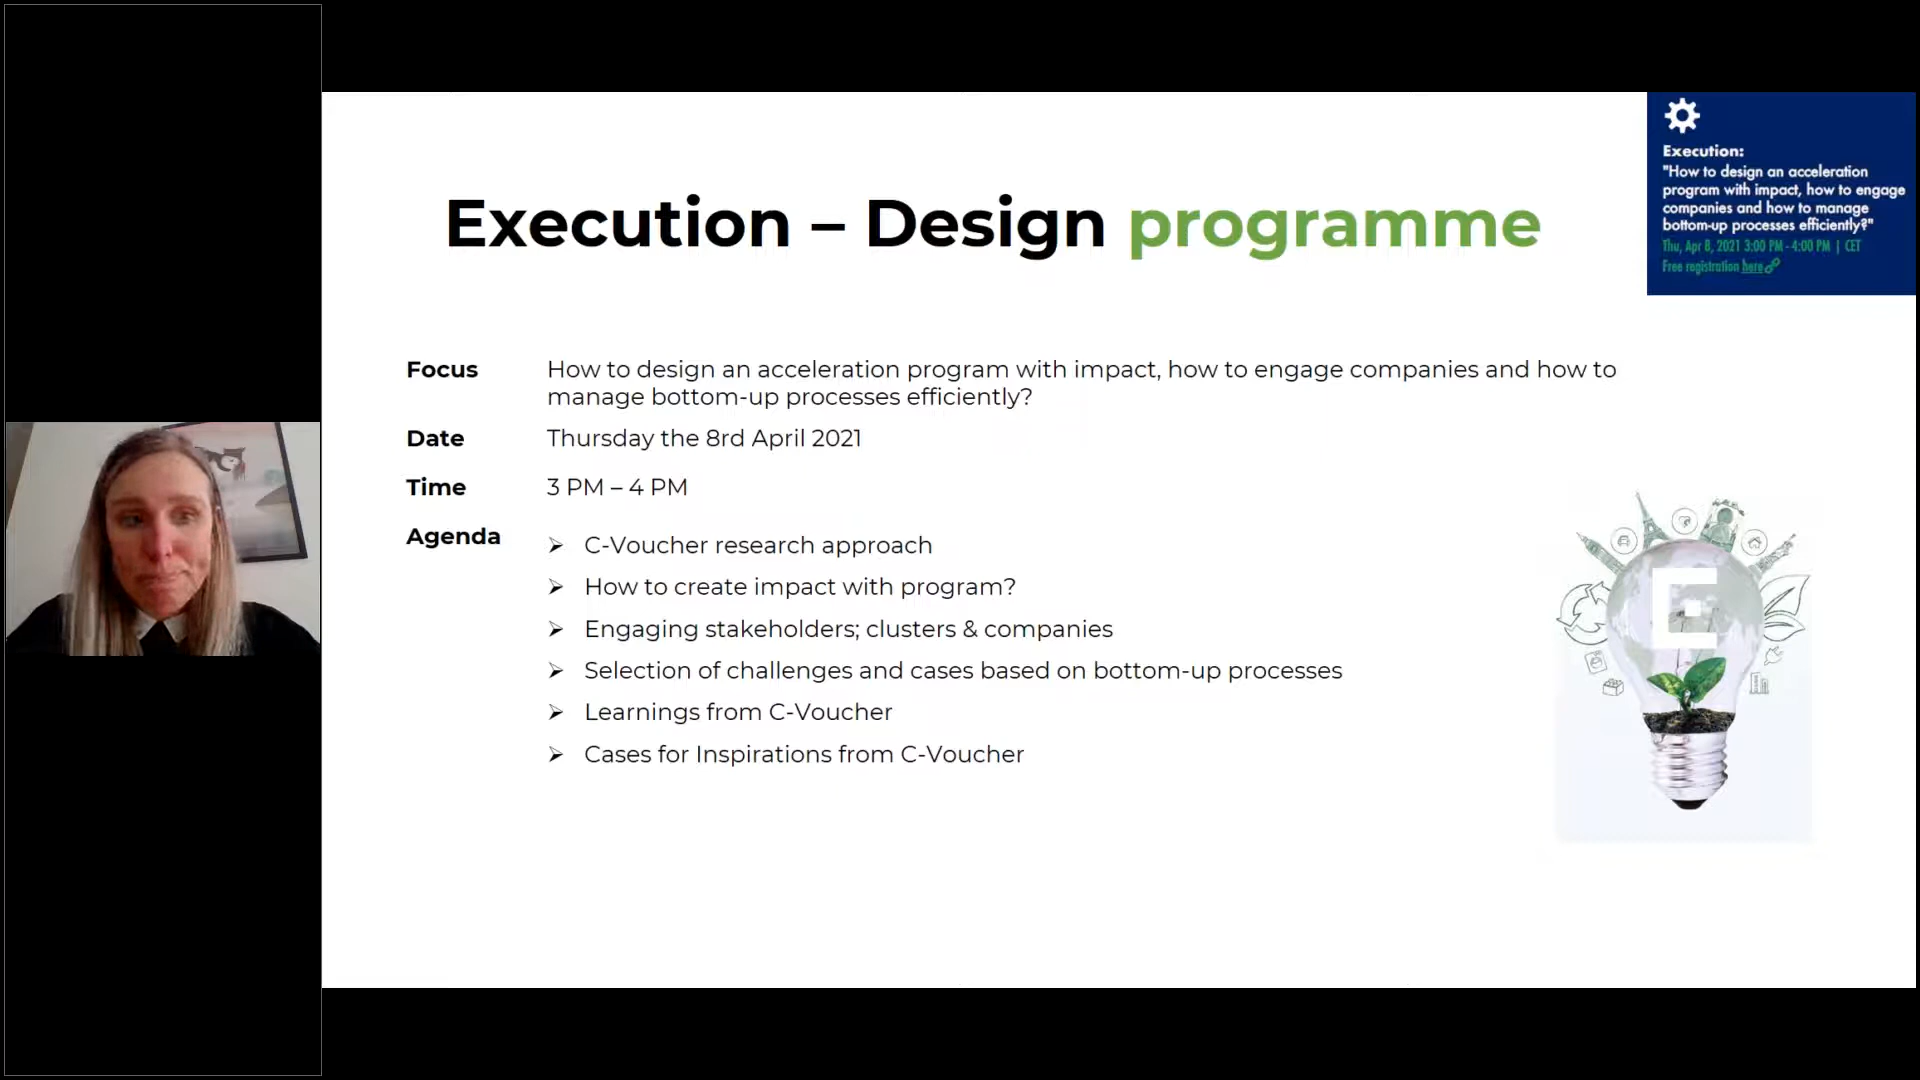 Execution:
"How to design an acceleration
program with impact, how to engage
companies and how to manage
bottom-up processes efficiently?"
Thu, Apr 8, 2021 3:00 PM - 4:00 PM | CET
Free registration here
Execution – Design programme
Focus How to design an acceleration program with impact, how to engage companies and how to
manage bottom-up processes efficiently?
Date Thursday the 8rd April 2021
Time 3 PM – 4 PM
Agenda
➢ C-Voucher research approach
➢ How to create impact with program?
➢ Engaging stakeholders; clusters & companies
➢ Selection of challenges and cases based on bottom-up processes
➢ Learnings from C-Voucher
➢ Cases for Inspirations from C-Voucher